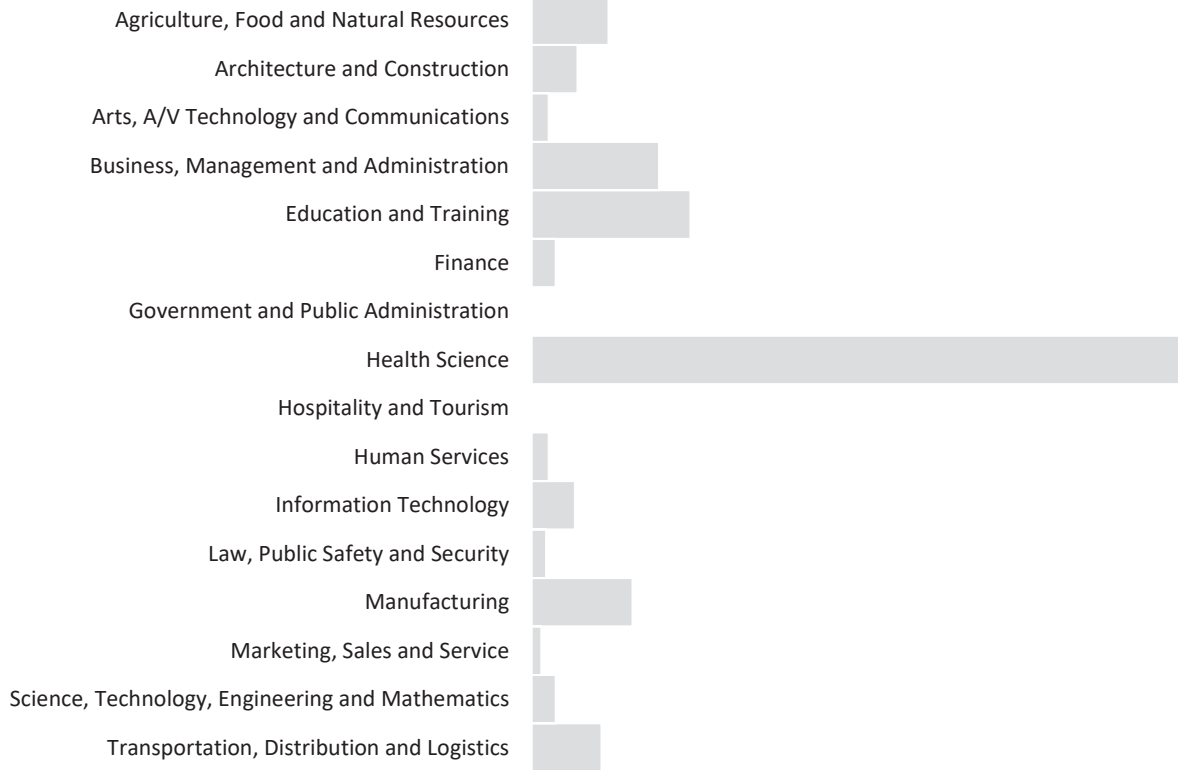 Agriculture, Food and Natural Resources
Architecture and Construction
Arts, A/V Technology and Communications
Business, Management and Administration
Education and Training
Finance
Government and Public Administration
Health Science
Hospitality and Tourism
Human Services
Information Technology
Law, Public Safety and Security
Manufacturing
Marketing, Sales and Service
Science, Technology, Engineering and Mathematics
Transportation, Distribution and Logistics